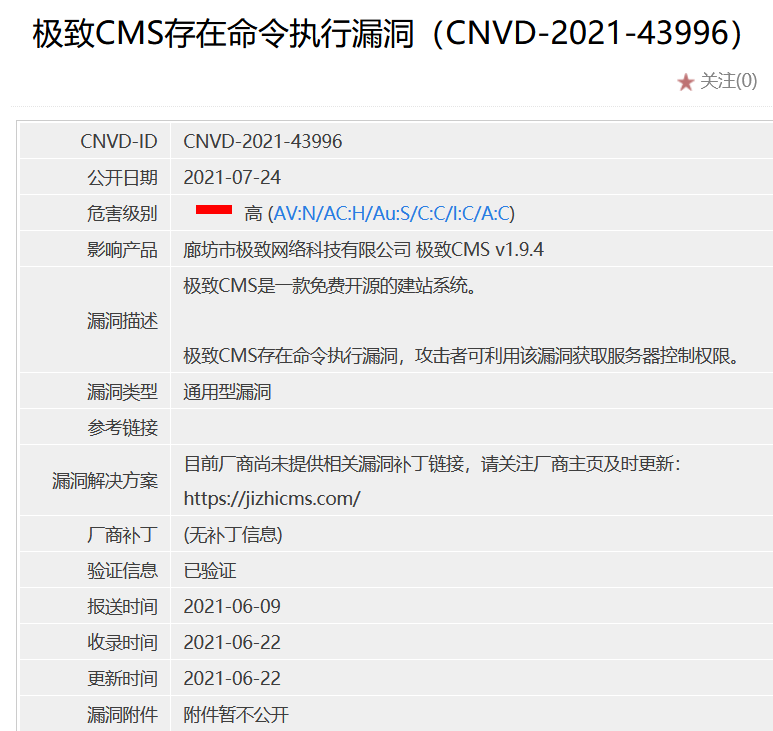 极致CMS存在命令执行漏洞（CNVD-2021-43996）
关注(0)
CNVD-ID CNVD-2021-43996
公开日期 2021-07-24
危害级别 高 (AV:N/AC:H/Au:S/C:C/I:C/A:C)
影响产品 廊坊市极致网络科技有限公司 极致CMS v1.9.4
极致CMS是一款免费开源的建站系统。
漏洞描述
极致CMS存在命令执行漏洞，攻击者可利用该漏洞获取服务器控制权限。
漏洞类型 通用型漏洞
参考链接
目前厂商尚未提供相关漏洞补丁链接，请关注厂商主页及时更新：
漏洞解决方案
https://jizhicms.com/
厂商补丁 (无补丁信息)
验证信息 已验证
报送时间 2021-06-09
收录时间 2021-06-22
更新时间 2021-06-22
漏洞附件 附件暂不公开